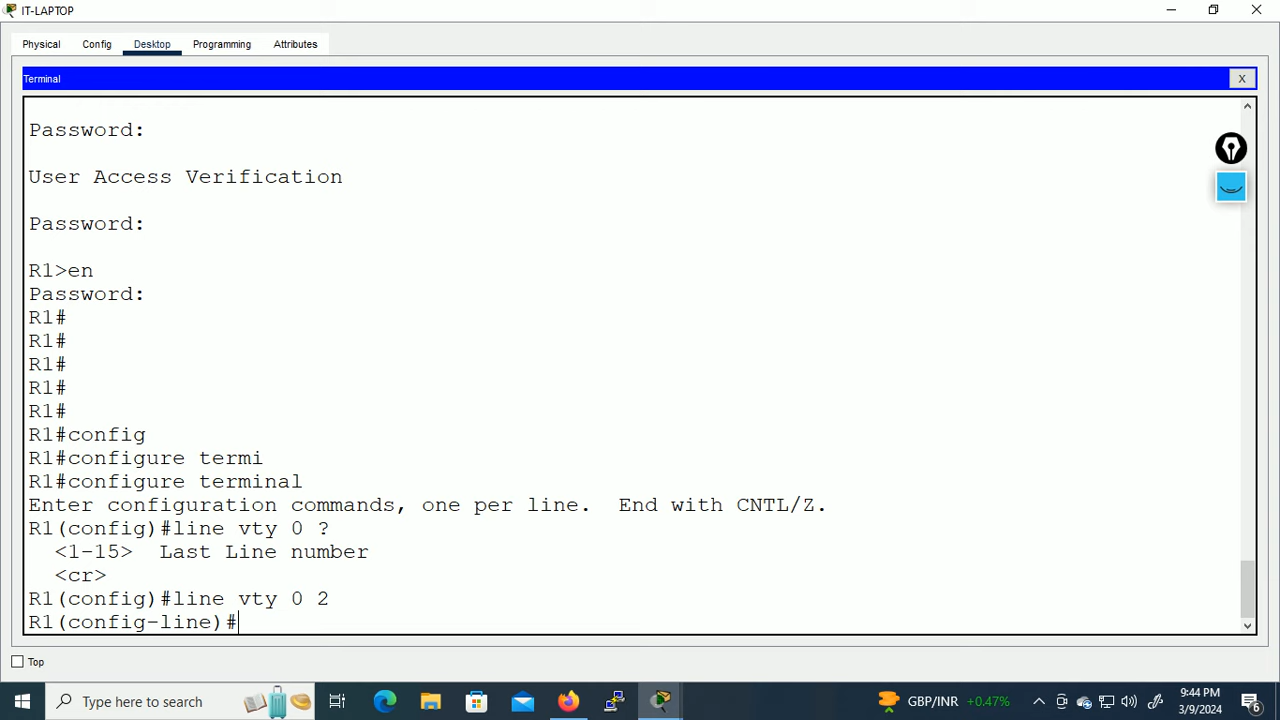 IT-LAPTOP
Physical Config Desktop Programming Attributes
Terminal X
Password:
User Access Verification
Password:
R1>en
Password:
R1#
R1#
R1#
R1#
R1#
R1#config
R1#configure termi
R1#configure terminal
Enter configuration commands, one per line.  End with CNTL/Z.
R1(config)#line vty 0 ?
  <1-15>  Last Line number
  <cr>
R1(config)#line vty 0 2
R1(config-line)#
Top
Type here to search
GBP/INR +0.47%
9:44 PM
3/9/2024
6